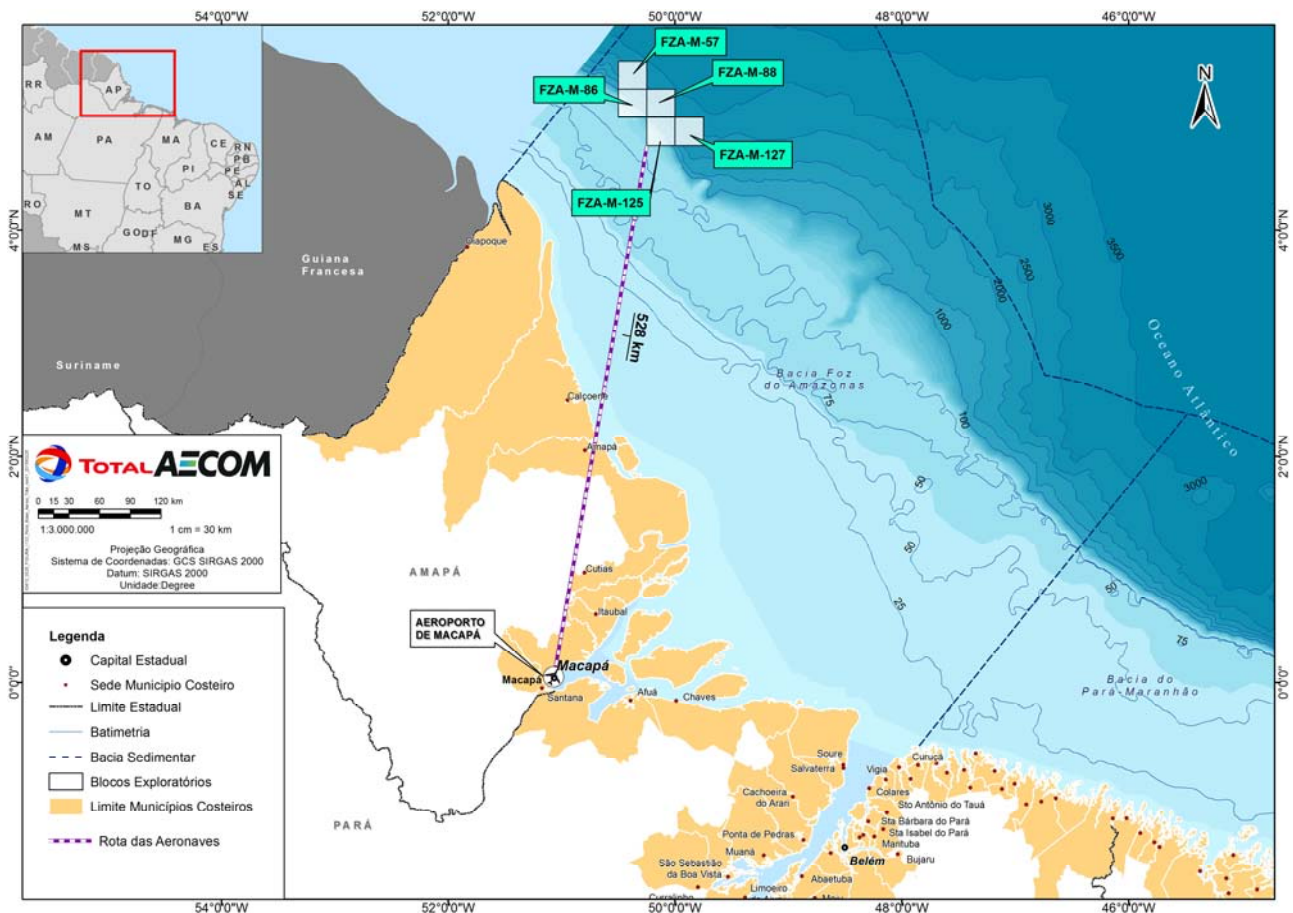 54°0'0"W
52°0'0"W
50°0'0"W
48°0'0"W
46°0'0"W
RR
AP
AM
PA
MA
CE
RN
PB
PE
AL
SE
PI
TO
RO
MT
BA
GO
DF
MG
MS
ES
FZA-M-57
FZA-M-88
FZA-M-86
FZA-M-127
FZA-M-125
N
4°0'0"N
4°0'0"N
2°0'0"N
2°0'0"N
0°0'0"
0°0'0"
Guiana
Francesa
Suriname
Oiapoque
528 km
Calçoene
Amapá
Cutias
Itaubal
AMAPÁ
PARÁ
AEROPORTO
DE MACAPÁ
Macapá
Macapá
Santana
Afuá
Chaves
Soure
Salvaterra
Vigia
Curuçá
Colares
Cachoeira
do Arari
Sto Antônio do Tauá
Sta Bárbara do Pará
Ponta de Pedras
Sta Isabel do Pará
Muaná
Marituba
Belém
Bujaru
São Sebastião
da Boa Vista
Abaetuba
Limoeiro
Curralinho
Bacia Foz
do Amazonas
Bacia do
Pará-Maranhão
Oceano Atlântico
3000
3500
2500
2000
1000
100
75
50
50
25
3000
50
75
TOTAL AECOM
0 15 30 60 90 120 km
1:3.000.000 1 cm = 30 km
Projeção Geográfica
Sistema de Coordenadas: GCS SIRGAS 2000
Datum: SIRGAS 2000
Unidade:Degree
Legenda
Capital Estadual
Sede Municipio Costeiro
Limite Estadual
Batimetria
Bacia Sedimentar
Blocos Exploratórios
Limite Municípios Costeiros
Rota das Aeronaves
54°0'0"W
52°0'0"W
50°0'0"W
48°0'0"W
46°0'0"W